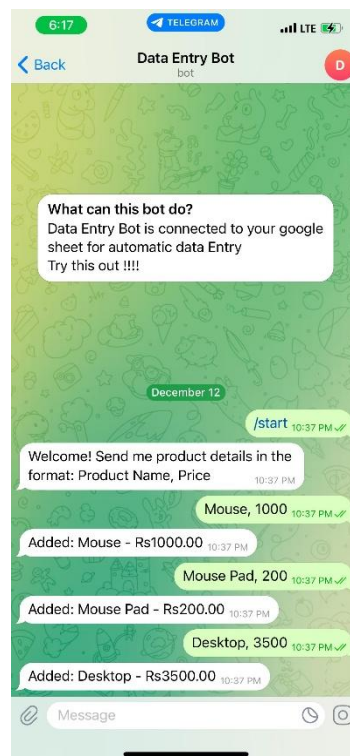 6:17
TELEGRAM
LTE
Back
Data Entry Bot
bot
D
What can this bot do?
Data Entry Bot is connected to your google
sheet for automatic data Entry
Try this out !!!!
December 12
/start 10:37 PM
Welcome! Send me product details in the
format: Product Name, Price 10:37 PM
Mouse, 1000 10:37 PM
Added: Mouse - Rs1000.00 10:37 PM
Mouse Pad, 200 10:37 PM
Added: Mouse Pad - Rs200.00 10:37 PM
Desktop, 3500 10:37 PM
Added: Desktop - Rs3500.00 10:37 PM
Message